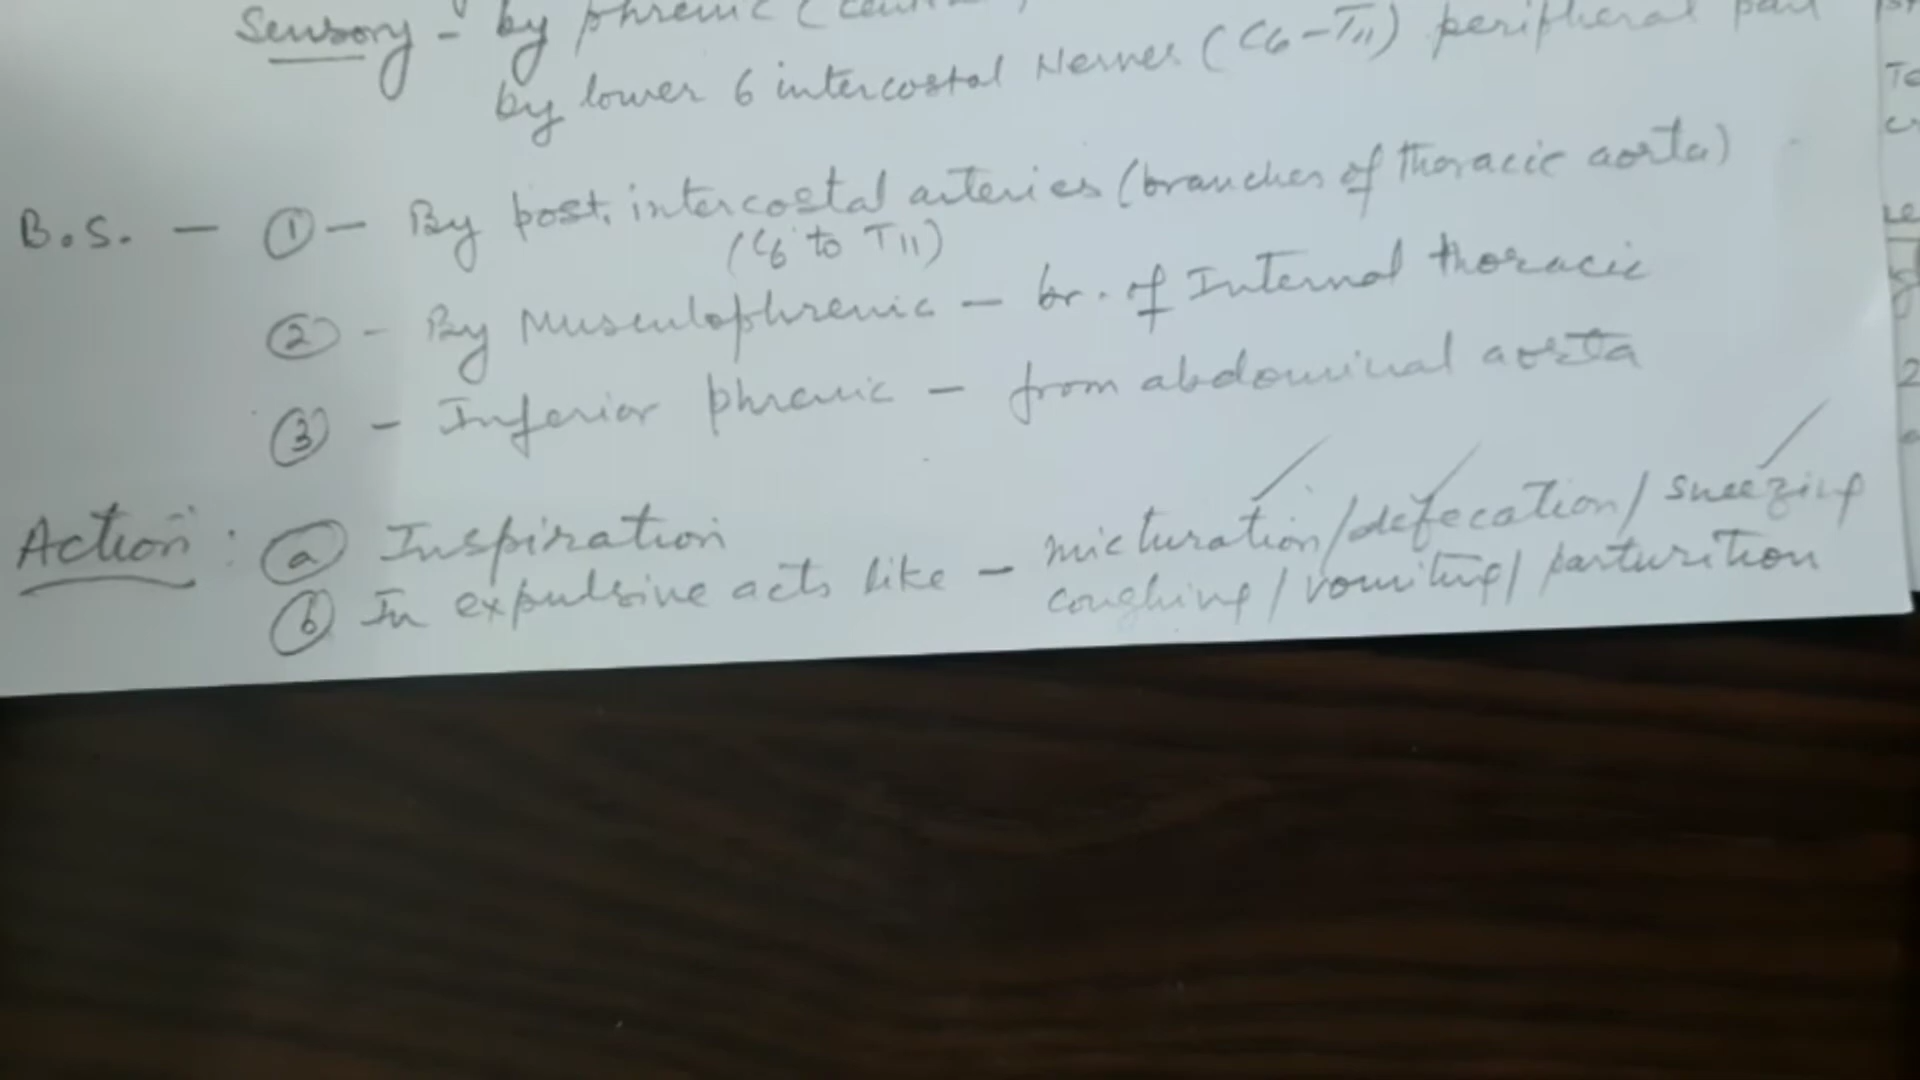 Sensory - by phrenic (
by lower 6 intercostal Nerves (C6-T11) peripheral part
B.S. - ① - By post. intercostal arteries (branches of thoracic aorta)
(C6 to T11)
② - By Musculophrenic - br. of Internal thoracic
③ - Inferior phrenic - from abdominal aorta
Action : ⓐ Inspiration
ⓑ In expulsive acts like - micturation/defecation/sneezing
coughing/vomiting/parturition